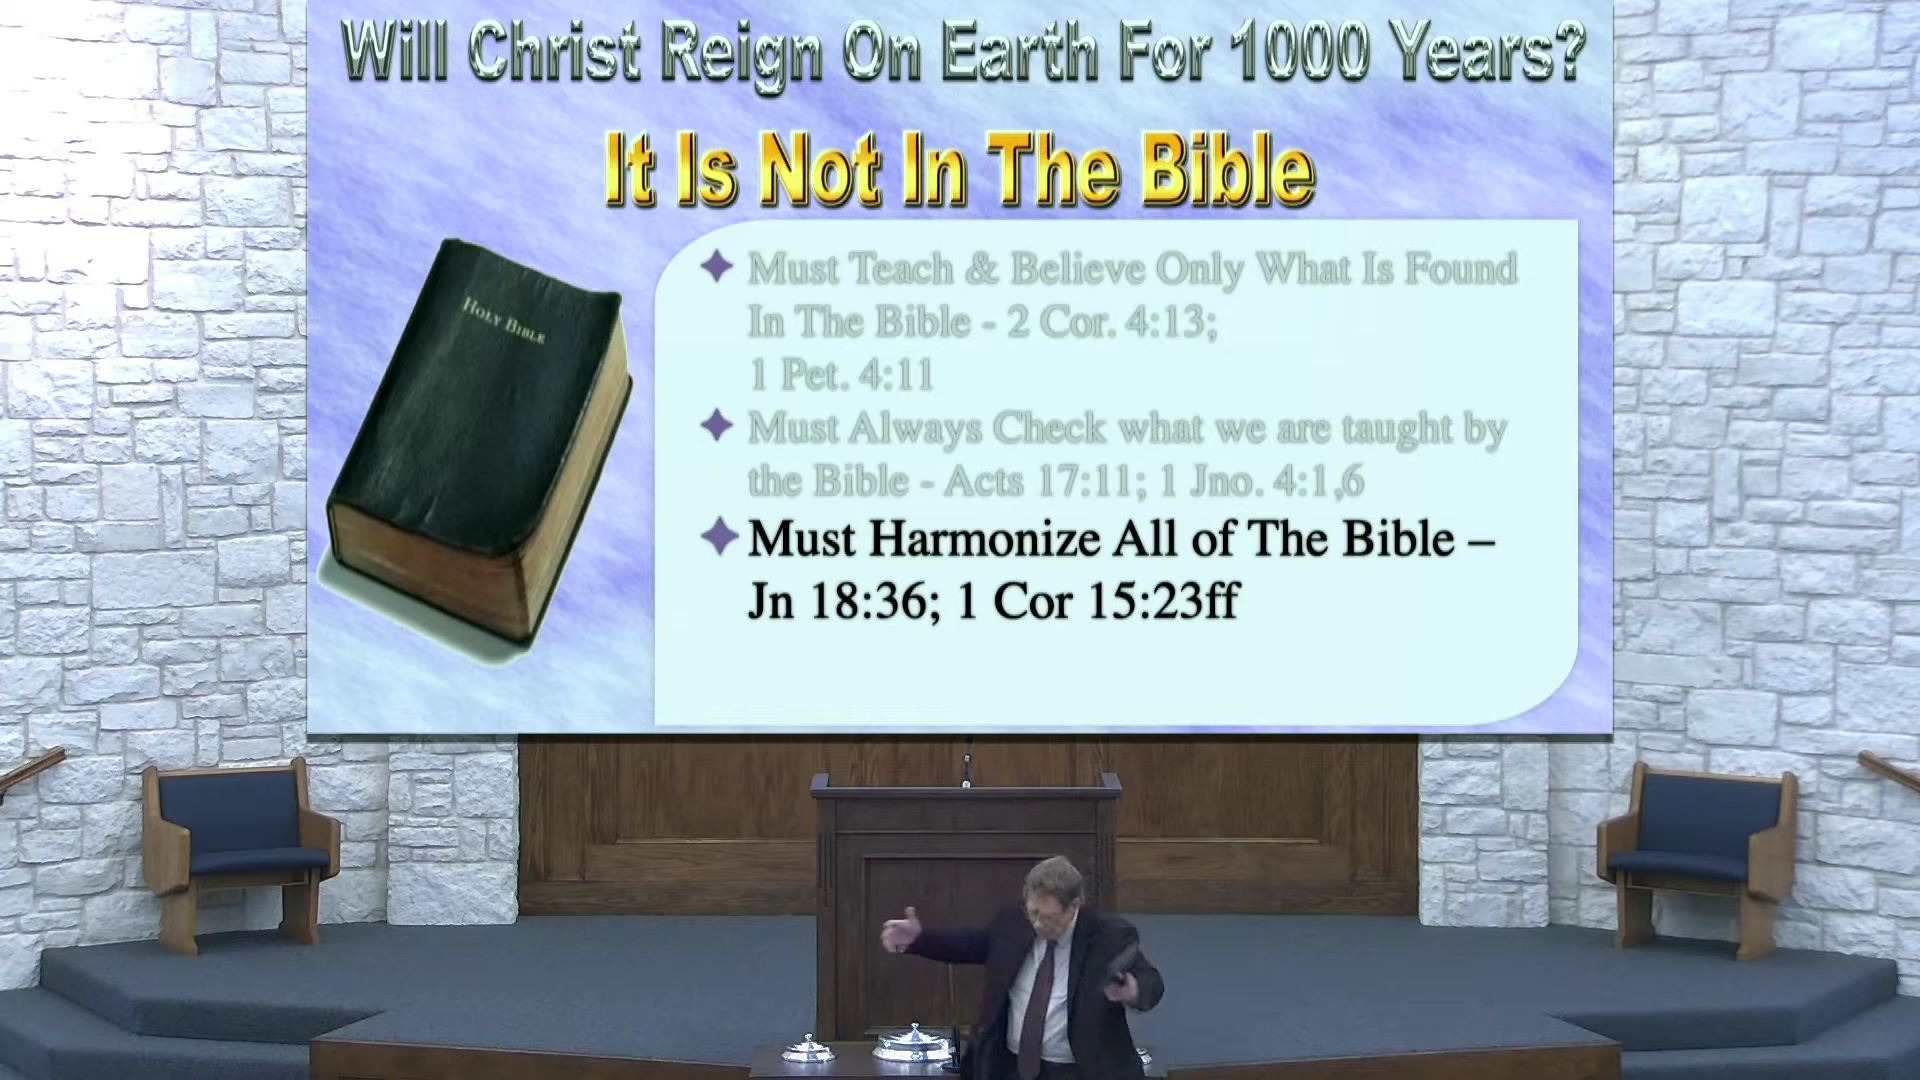 Will Christ Reign On Earth For 1000 Years?
It Is Not In The Bible
HOLY BIBLE
Must Teach & Believe Only What Is Found
In The Bible - 2 Cor. 4:13;
1 Pet. 4:11
Must Always Check what we are taught by
the Bible - Acts 17:11; 1 Jno. 4:1,6
Must Harmonize All of The Bible –
Jn 18:36; 1 Cor 15:23ff